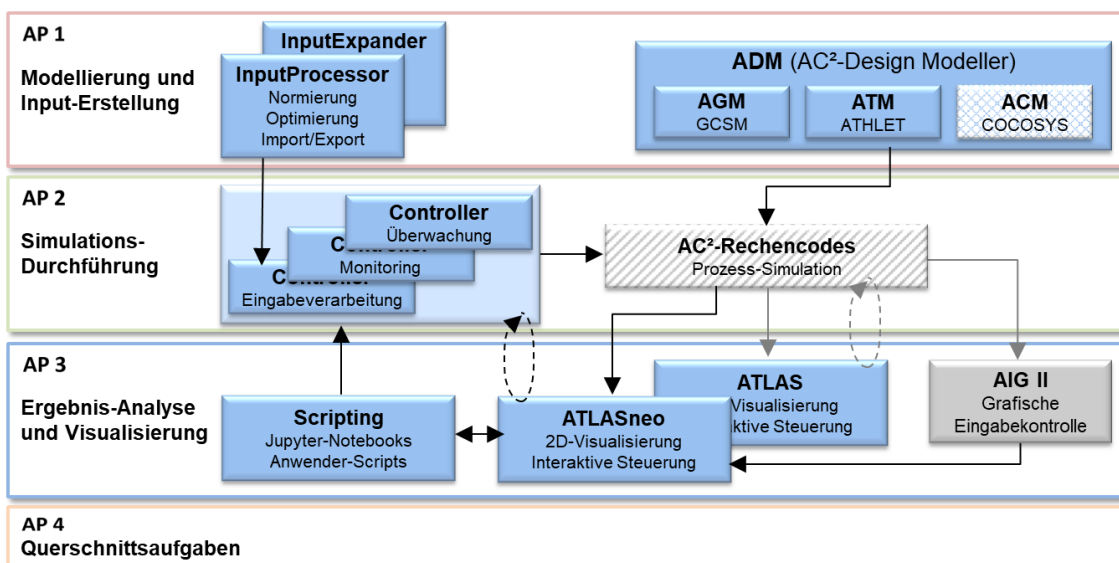 AP 1
Modellierung und
Input-Erstellung
InputExpander
InputProcessor
Normierung
Optimierung
Import/Export
ADM (AC²-Design Modeller)
AGM
GCSM
ATM
ATHLET
ACM
COCOSYS
AP 2
Simulations-
Durchführung
Controller
Überwachung
Monitoring
Controller
Eingabeverarbeitung
AC²-Rechencodes
Prozess-Simulation
AP 3
Ergebnis-Analyse
und Visualisierung
Scripting
Jupyter-Notebooks
Anwender-Scripts
ATLASneo
2D-Visualisierung
Interaktive Steuerung
ATLAS
Visualisierung
ktive Steuerung
AIG II
Grafische
Eingabekontrolle
AP 4
Querschnittsaufgaben